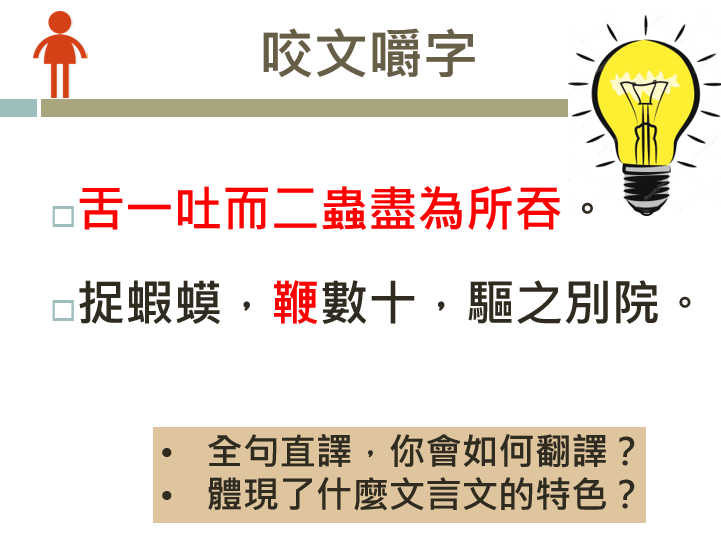 咬文嚼字
舌一吐而二蟲盡為所吞。
捉蝦蟆，鞭數十，驅之別院。
• 全句直譯，你會如何翻譯？
• 體現了什麼文言文的特色？